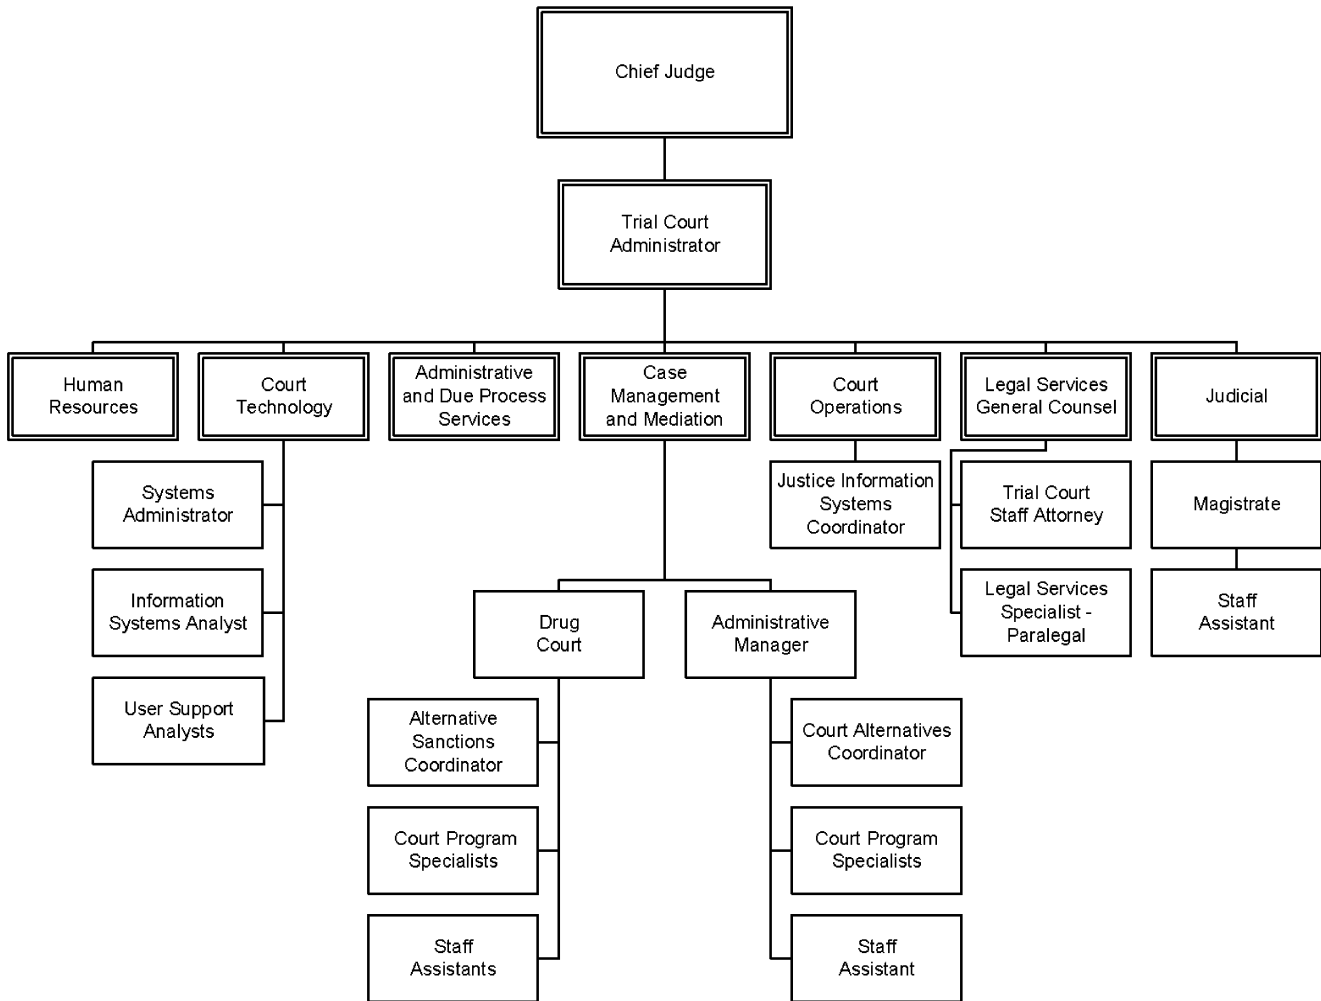 Chief Judge
Trial Court
Administrator
Human
Resources
Court
Technology
Administrative
and Due Process
Services
Case
Management
and Mediation
Court
Operations
Legal Services
General Counsel
Judicial
Systems
Administrator
Justice Information
Systems
Coordinator
Trial Court
Staff Attorney
Magistrate
Information
Systems Analyst
Legal Services
Specialist -
Paralegal
Staff
Assistant
Drug
Court
Administrative
Manager
User Support
Analysts
Alternative
Sanctions
Coordinator
Court Alternatives
Coordinator
Court Program
Specialists
Court Program
Specialists
Staff
Assistants
Staff
Assistant